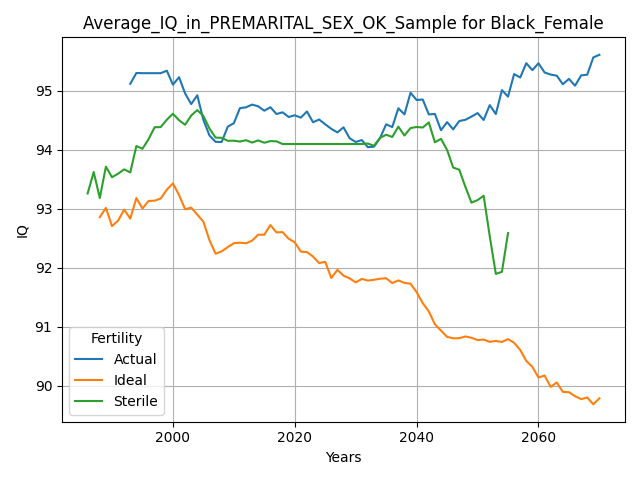 Average_IQ_in_PREMARITAL_SEX_OK_Sample for Black_Female
95
94
93
92
91
90
IQ
Fertility
Actual
Ideal
Sterile
2000 2020 2040 2060
Years